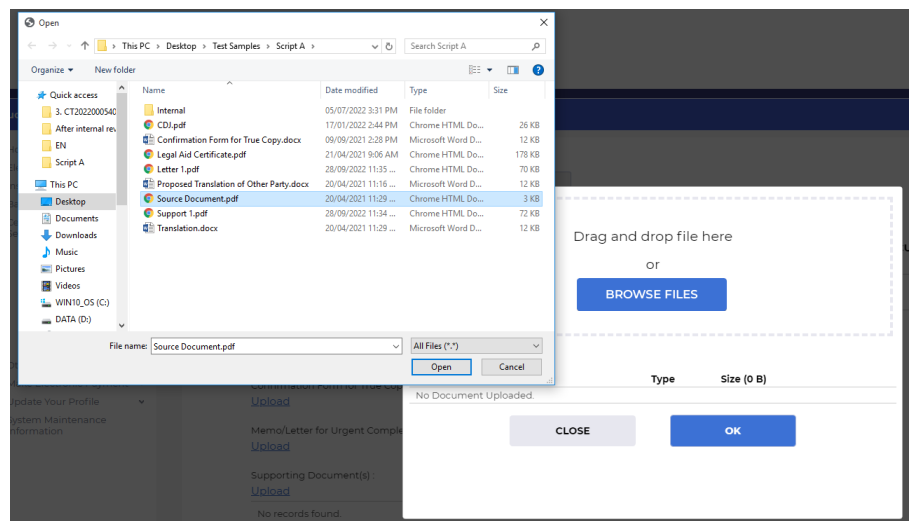 Open
This PC > Desktop > Test Samples > Script A >
Search Script A
Organize
New folder
Name Date modified Type Size
Quick access
3. CT2022000540
After internal rev
EN
Script A
This PC
Desktop
Documents
Downloads
Music
Pictures
Videos
WIN10_OS (C:)
DATA (D:)
Internal 05/07/2022 3:31 PM File folder
CDJ.pdf 17/01/2022 2:44 PM Chrome HTML Do... 26 KB
Confirmation Form for True Copy.docx 09/09/2021 2:28 PM Microsoft Word D... 12 KB
Legal Aid Certificate.pdf 21/04/2021 9:06 AM Chrome HTML Do... 178 KB
Letter 1.pdf 28/09/2022 11:35 ... Chrome HTML Do... 70 KB
Proposed Translation of Other Party.docx 20/04/2021 11:16 ... Microsoft Word D... 12 KB
Source Document.pdf 20/04/2021 11:29 ... Chrome HTML Do... 3 KB
Support 1.pdf 28/09/2022 11:34 ... Chrome HTML Do... 72 KB
Translation.docx 20/04/2021 11:29 ... Microsoft Word D... 12 KB
File name: Source Document.pdf
All Files (*.*)
Open Cancel
Drag and drop file here
or
BROWSE FILES
Type Size (0 B)
No Document Uploaded.
CLOSE OK
Update Your Profile
System Maintenance
Information
Confirmation Form for True Cop
Upload
Memo/Letter for Urgent Comple
Upload
Supporting Document(s) :
Upload
No records found.